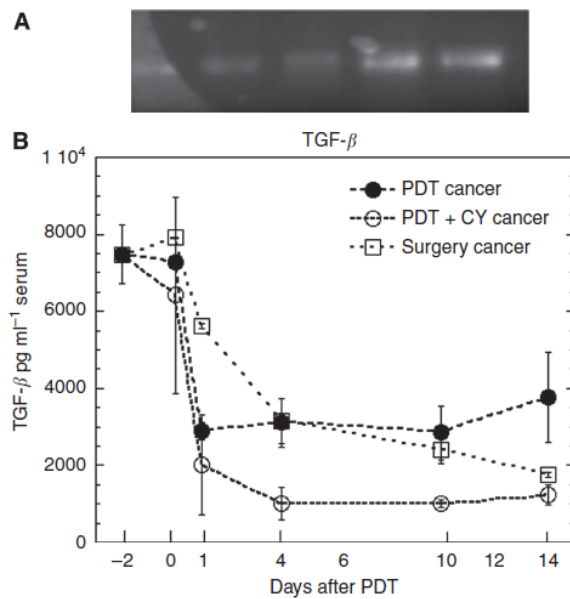 A
B
TGF-β
1 10⁴
8000
6000
4000
2000
0
TGF-β pg ml⁻¹ serum
PDT cancer
PDT + CY cancer
Surgery cancer
−2 0 1 4 6 10 12 14
Days after PDT